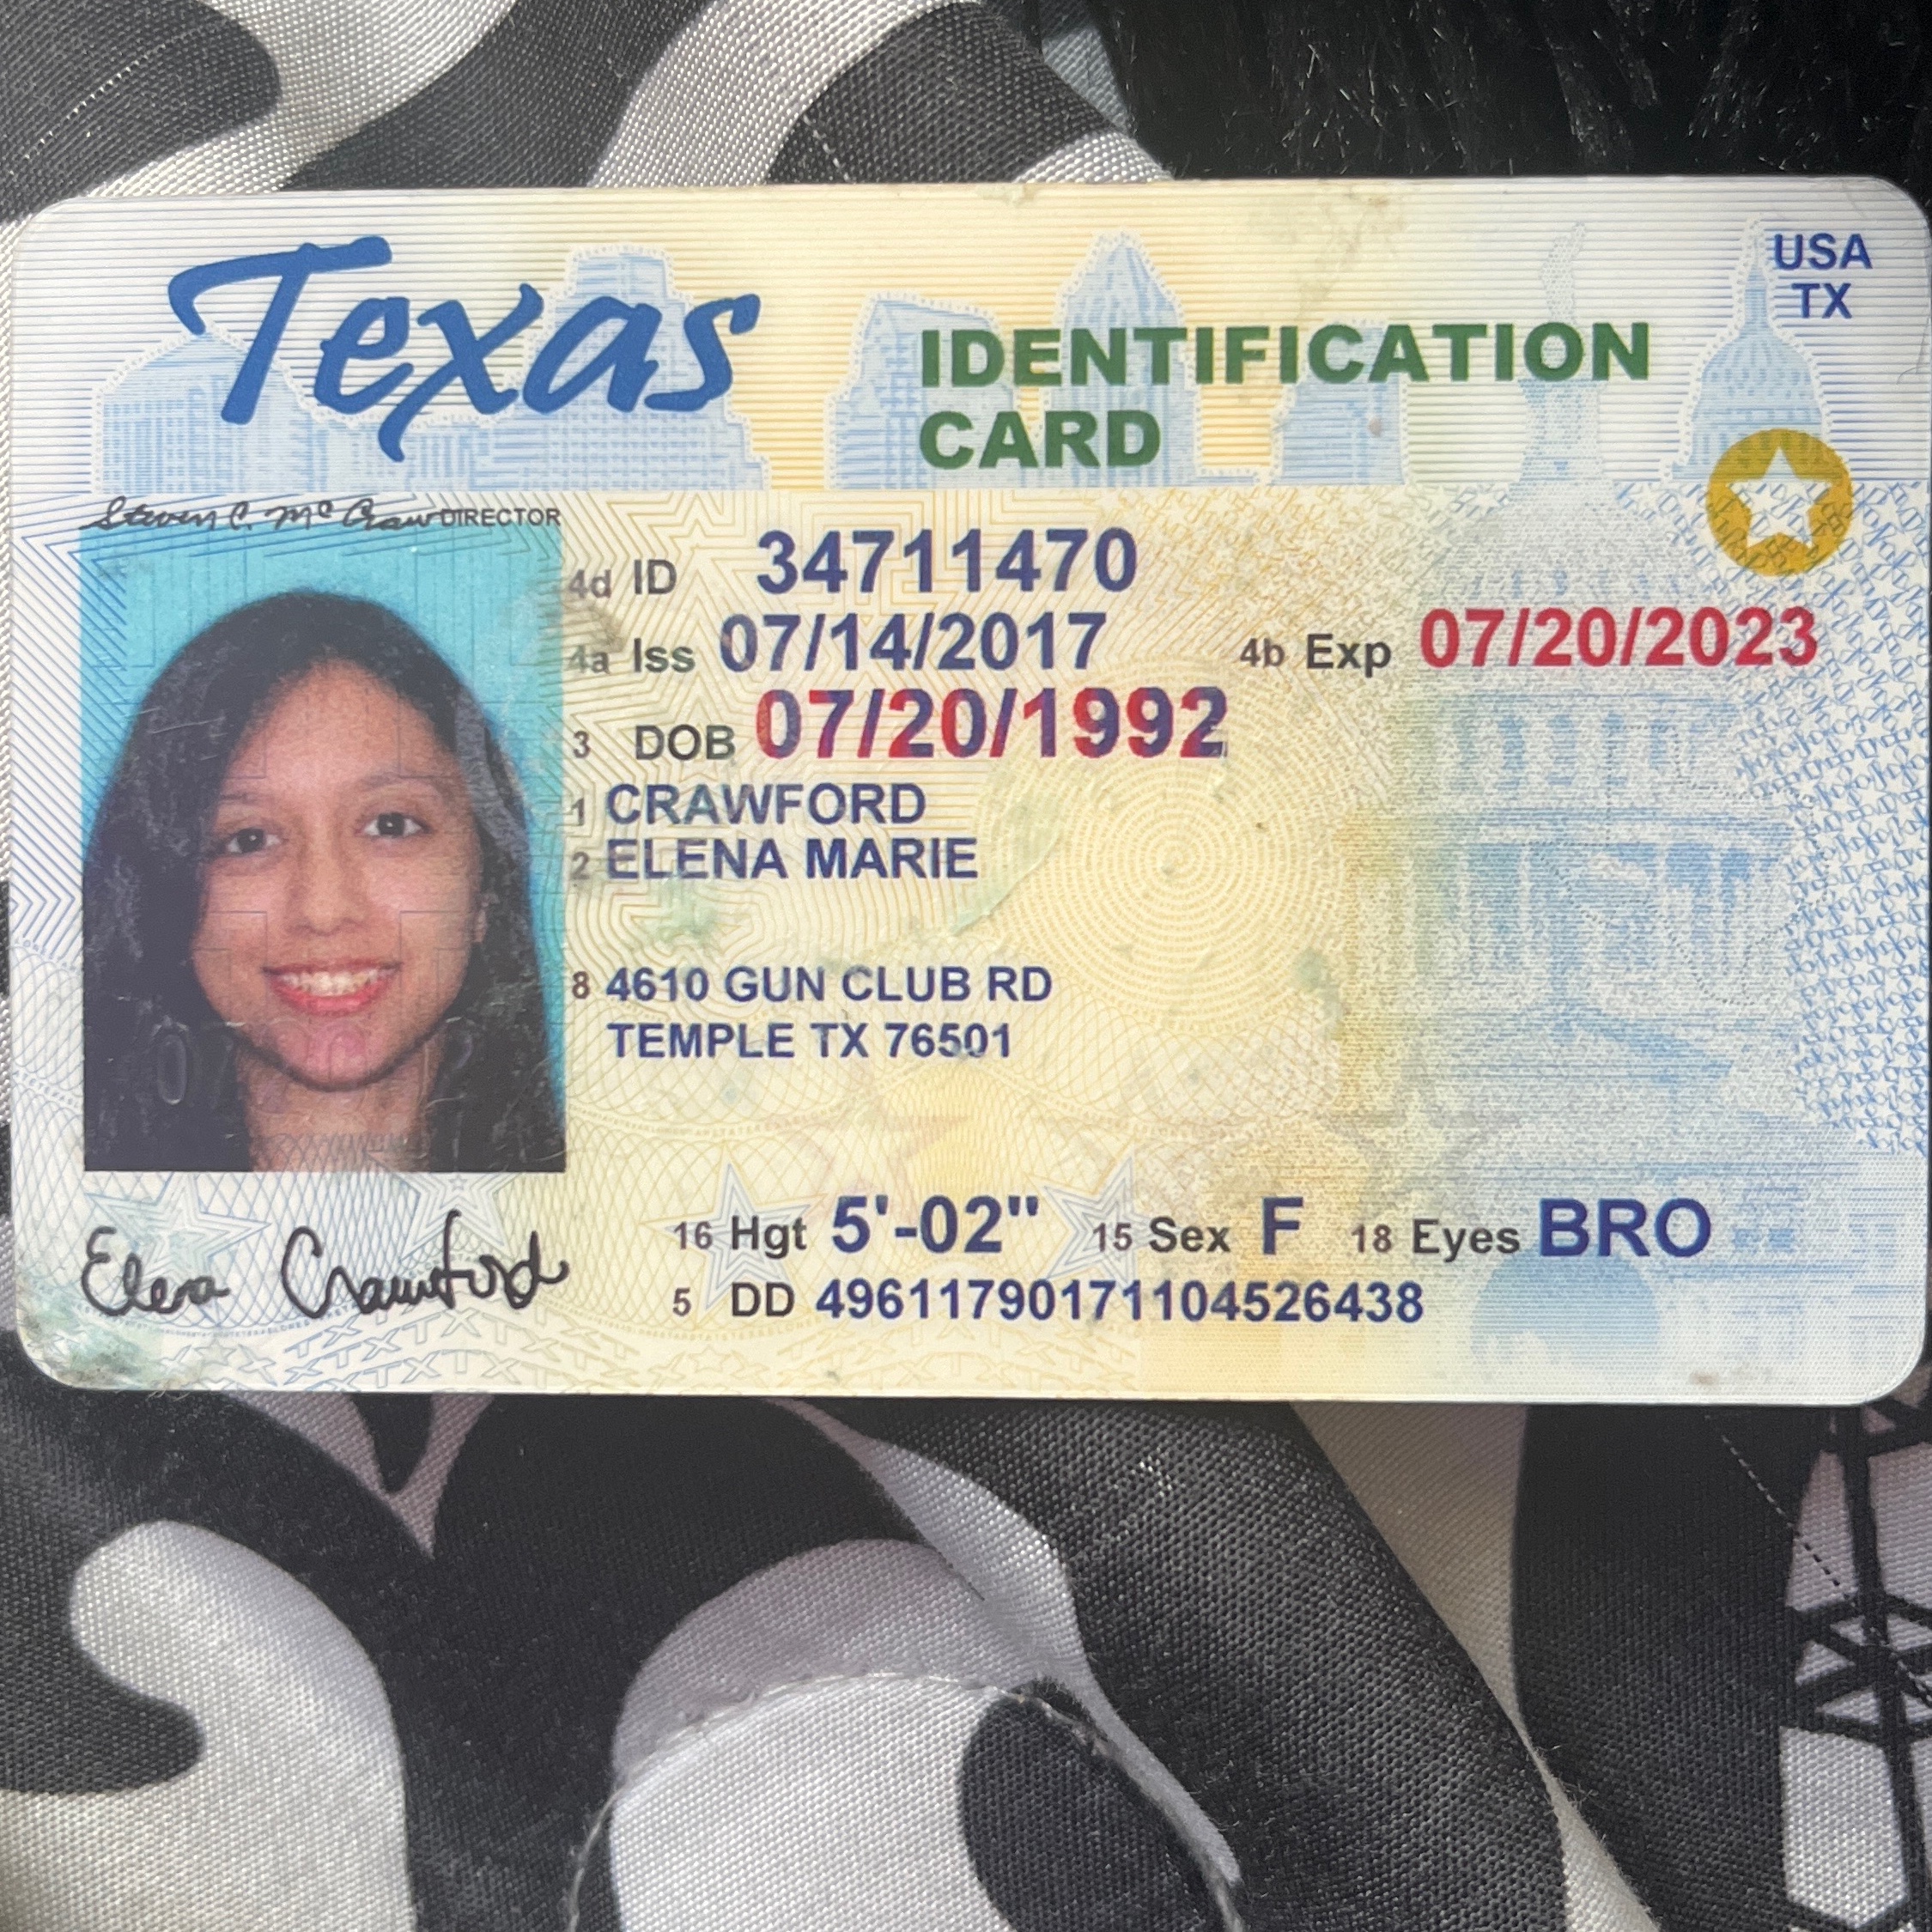 Texas
USA
TX
IDENTIFICATION
CARD
Steven C. McCraw DIRECTOR
4d ID 34711470
4a Iss 07/14/2017 4b Exp 07/20/2023
3 DOB 07/20/1992
1 CRAWFORD
2 ELENA MARIE
8 4610 GUN CLUB RD
TEMPLE TX 76501
16 Hgt 5'-02" 15 Sex F 18 Eyes BRO
5 DD 49611790171104526438
Elena Crawford